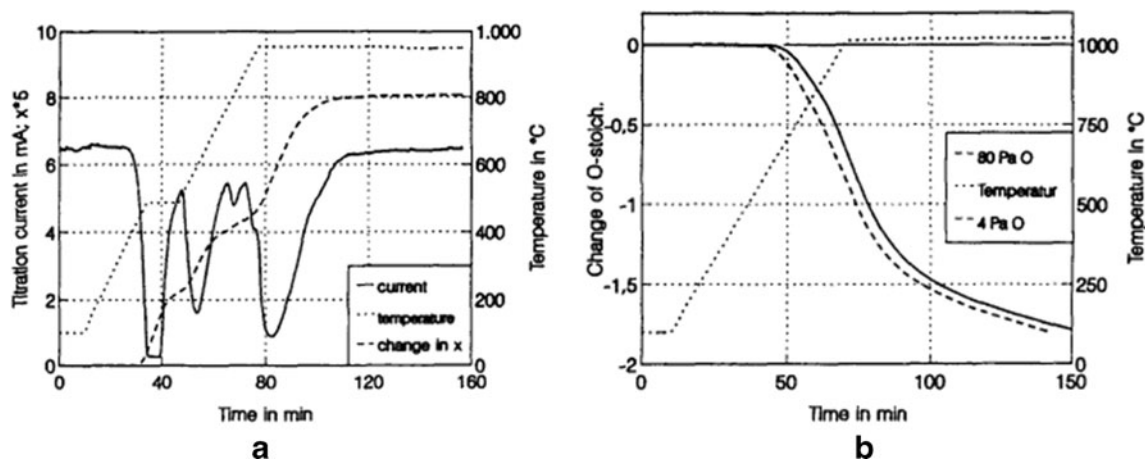 Titration current in mA; x*5
10
8
6
4
2
0
0
40
80
120
160
Time in min
1.000
800
600
400
200
0
Temperature in °C
current
temperature
change in x
a
Change of O-stoich.
0
-0,5
-1
-1,5
-2
0
50
100
150
Time in min
1000
750
500
250
0
Temperature in °C
80 Pa O
Temperatur
4 Pa O
b